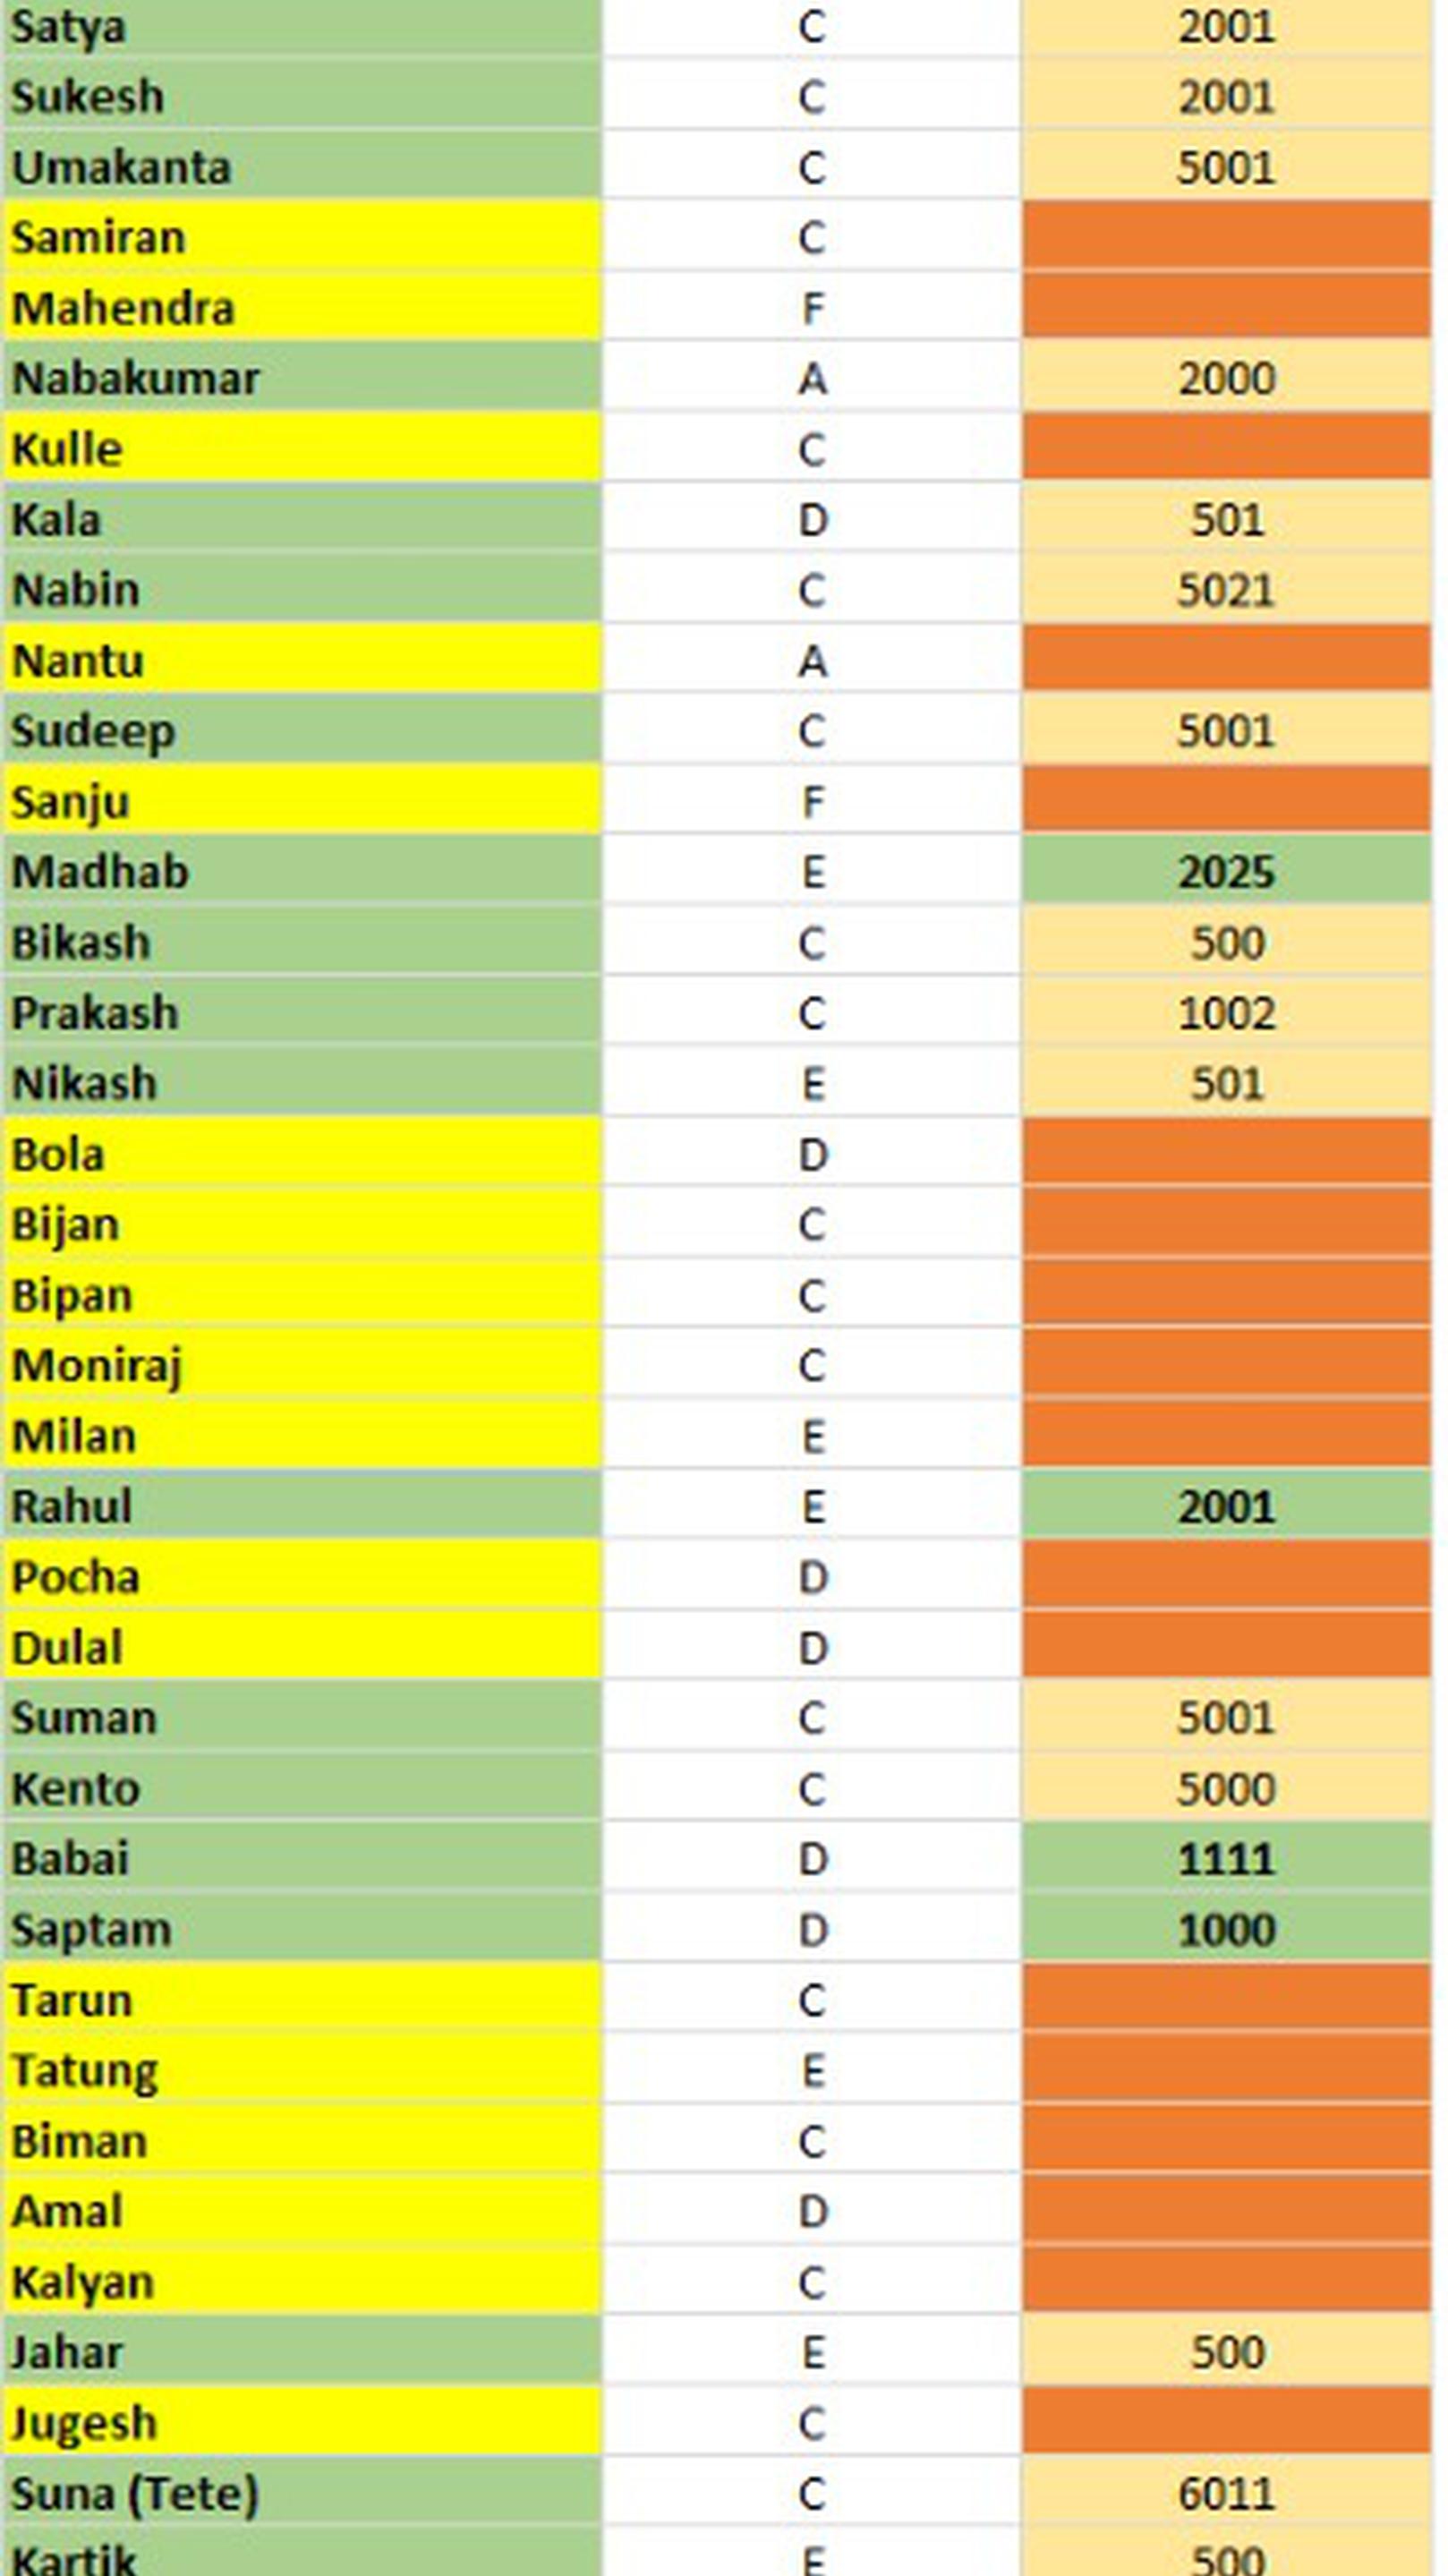 Satya C 2001
Sukesh C 2001
Umakanta C 5001
Samiran C
Mahendra F
Nabakumar A 2000
Kulle C
Kala D 501
Nabin C 5021
Nantu A
Sudeep C 5001
Sanju F
Madhab E 2025
Bikash C 500
Prakash C 1002
Nikash E 501
Bola D
Bijan C
Bipan C
Moniraj C
Milan E
Rahul E 2001
Pocha D
Dulal D
Suman C 5001
Kento C 5000
Babai D 1111
Saptam D 1000
Tarun C
Tatung E
Biman C
Amal D
Kalyan C
Jahar E 500
Jugesh C
Suna (Tete) C 6011
Kartik E 500